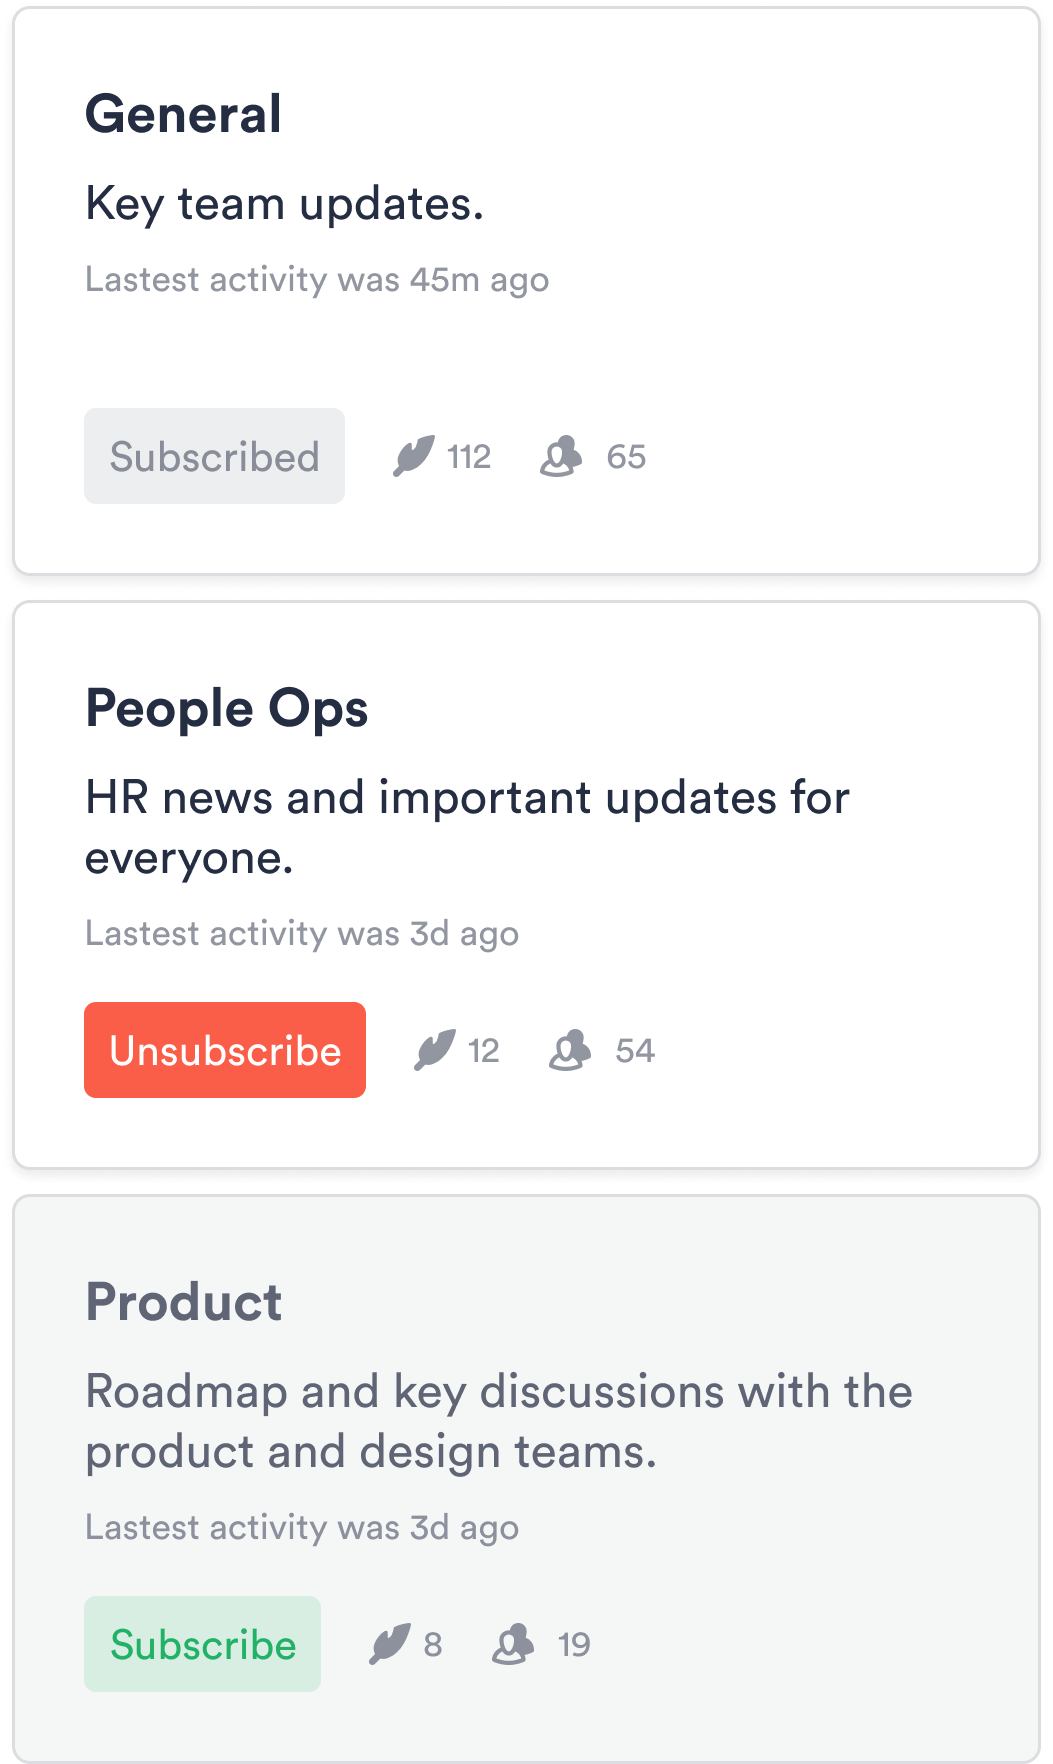 General
Key team updates.
Lastest activity was 45m ago
Subscribed 112 65
People Ops
HR news and important updates for
everyone.
Lastest activity was 3d ago
Unsubscribe 12 54
Product
Roadmap and key discussions with the
product and design teams.
Lastest activity was 3d ago
Subscribe 8 19